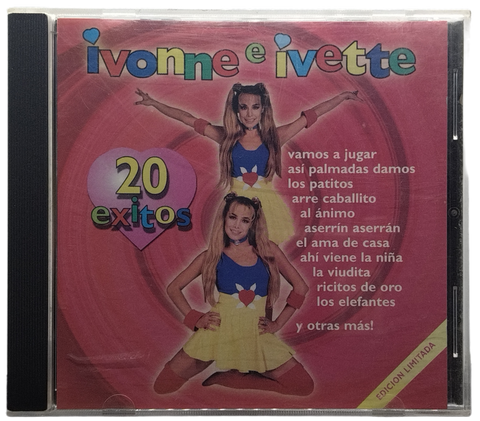 ivonne e ivette
20
exitos
vamos a jugar
así palmadas damos
los patitos
arre caballito
al ánimo
aserrín aserrán
el ama de casa
ahí viene la niña
la viudita
ricitos de oro
los elefantes
y otras más!
EDICION LIMITADA